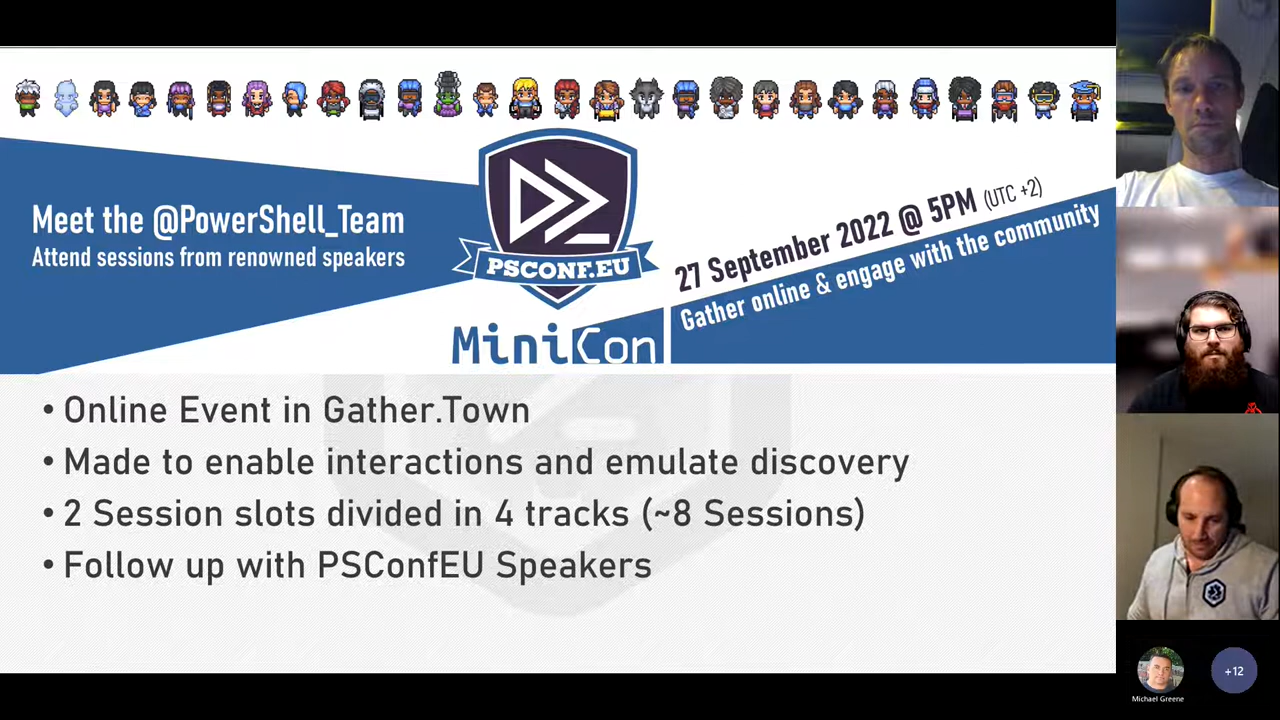 Meet the @PowerShell_Team
Attend sessions from renowned speakers
PSCONF.EU
MiniCon
27 September 2022 @ 5PM (UTC +2)
Gather online & engage with the community
• Online Event in Gather.Town
• Made to enable interactions and emulate discovery
• 2 Session slots divided in 4 tracks (~8 Sessions)
• Follow up with PSConfEU Speakers
Michael Greene
+12